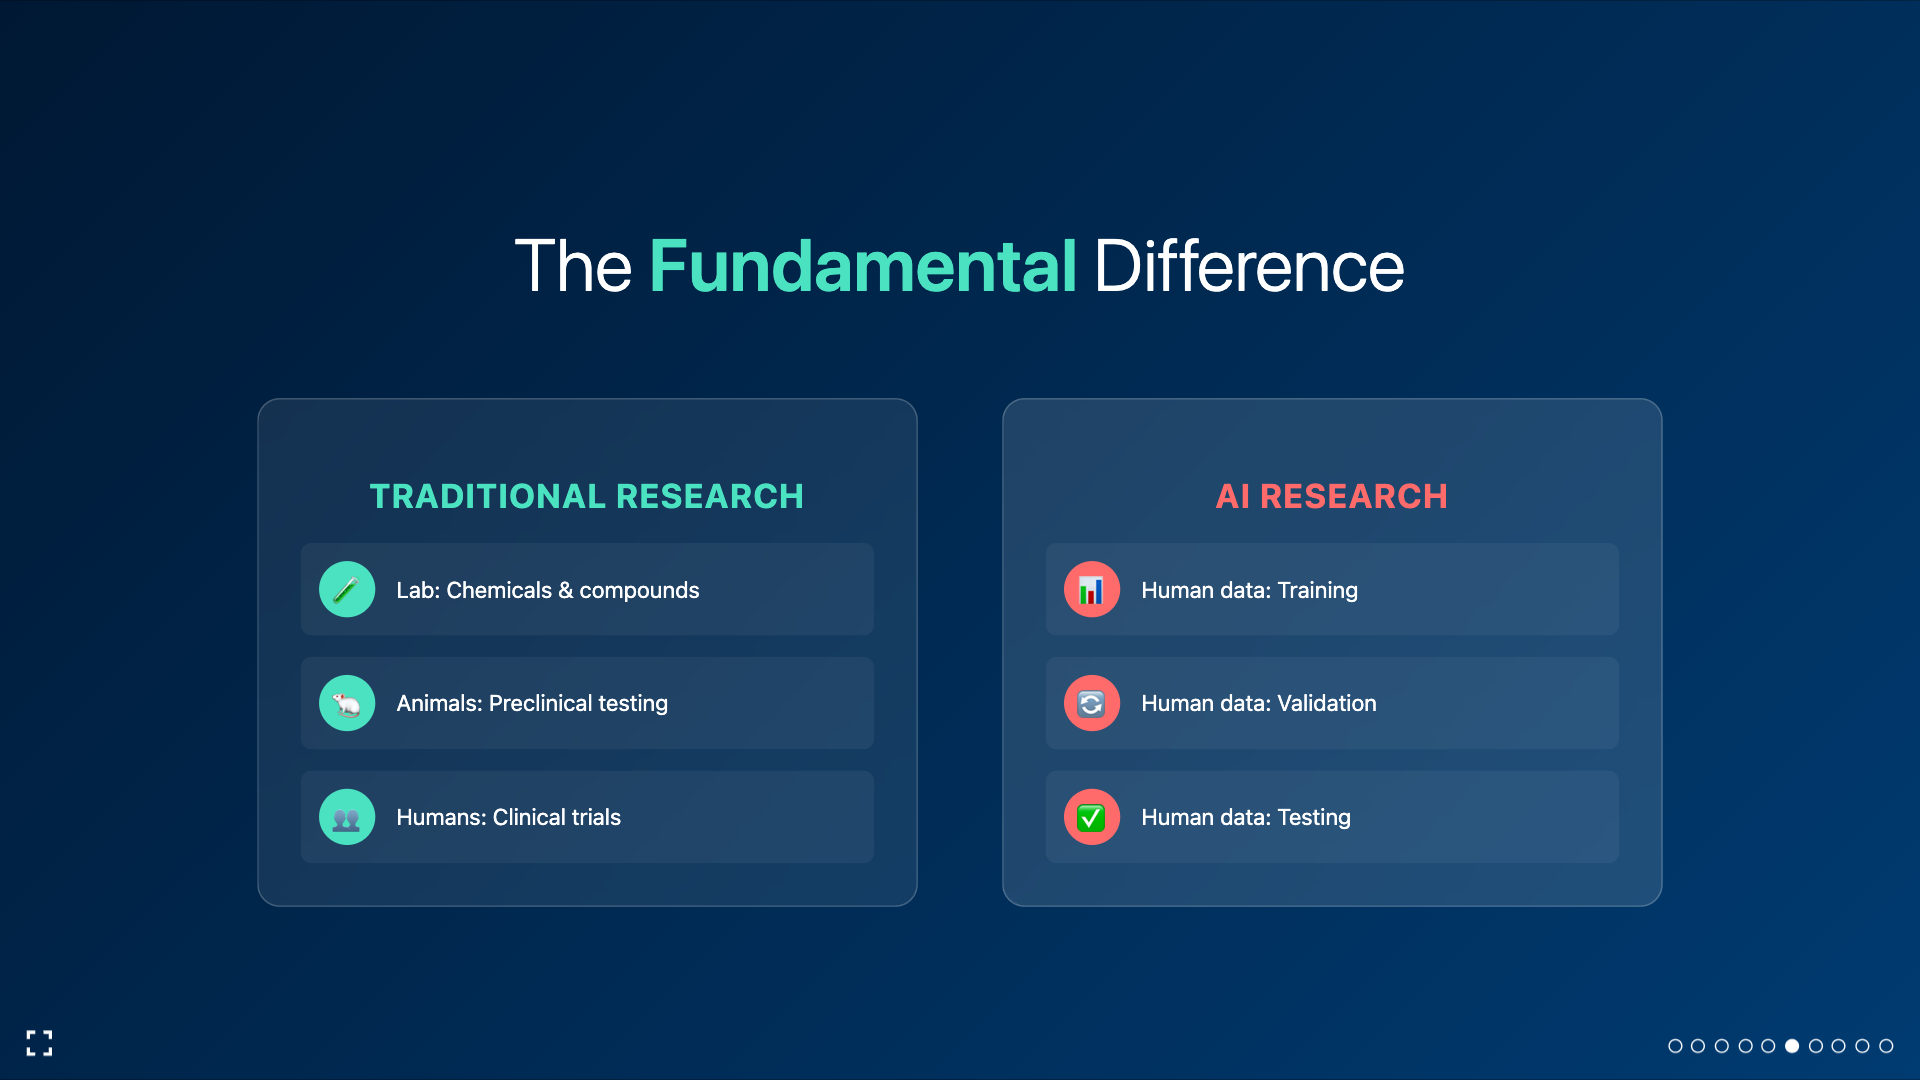 The Fundamental Difference
TRADITIONAL RESEARCH
Lab: Chemicals & compounds
Animals: Preclinical testing
Humans: Clinical trials
AI RESEARCH
Human data: Training
Human data: Validation
Human data: Testing